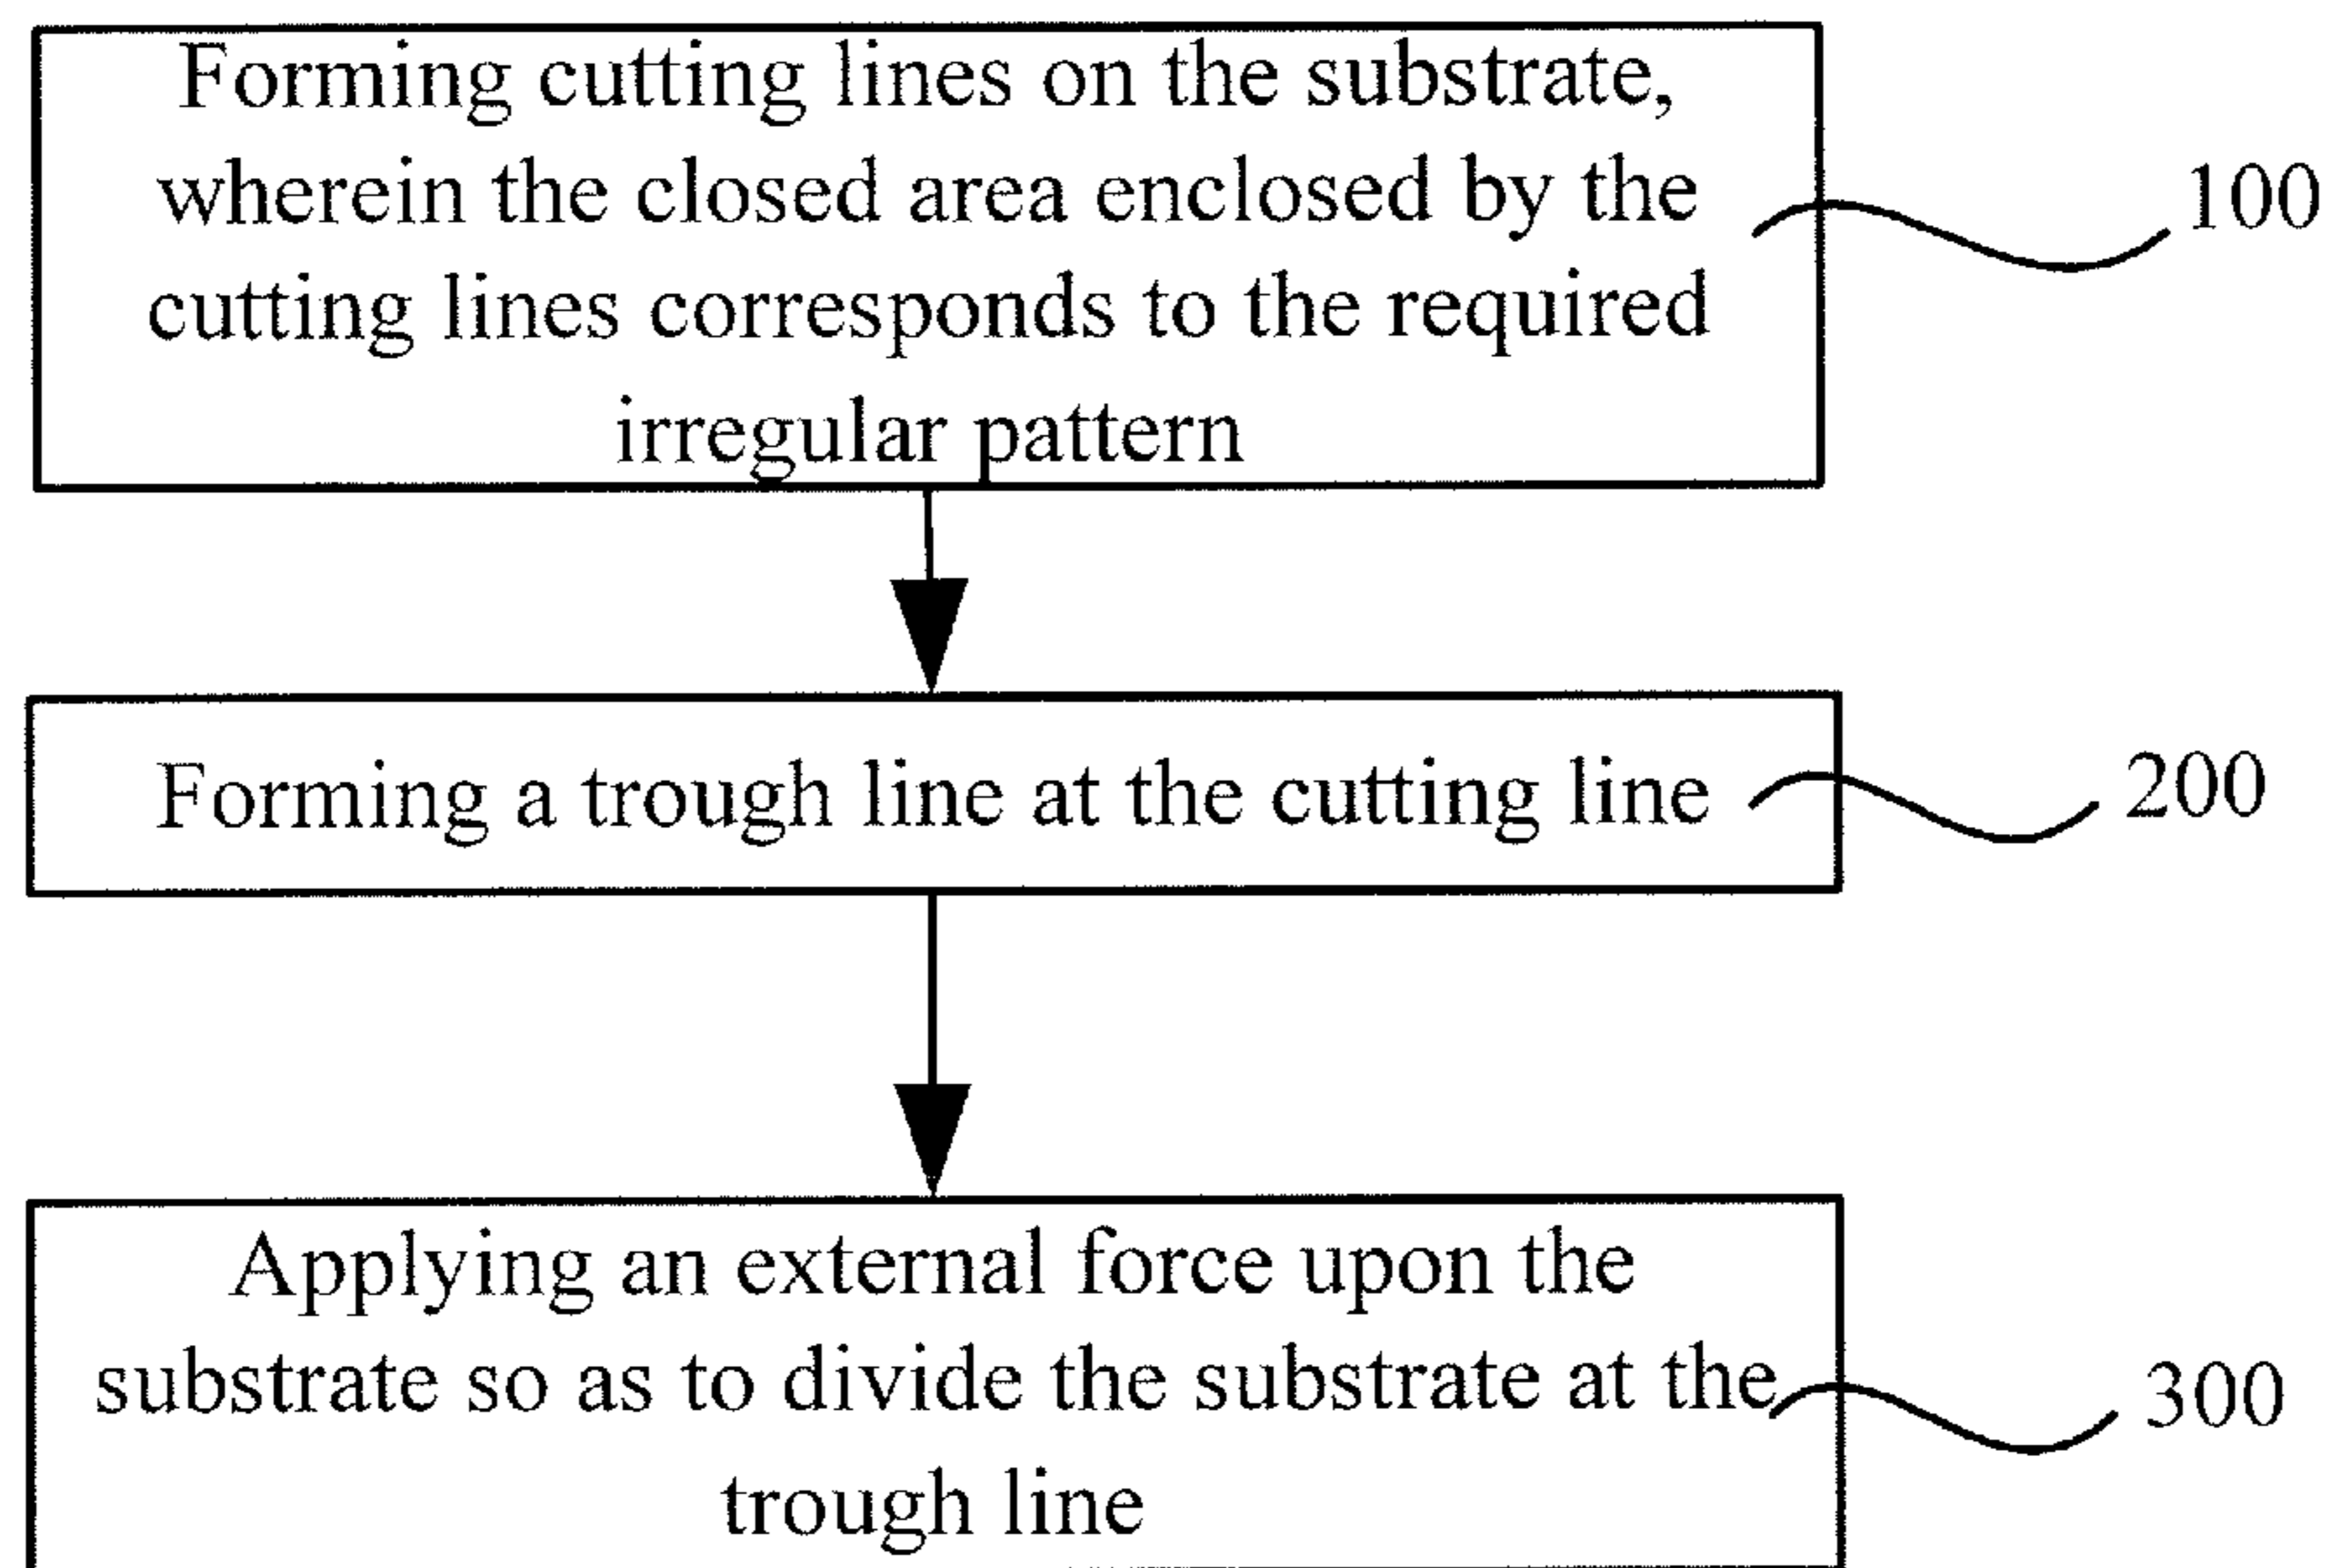 Forming cutting lines on the substrate,
wherein the closed area enclosed by the
cutting lines corresponds to the required
irregular pattern
100
Forming a trough line at the cutting line
200
Applying an external force upon the
substrate so as to divide the substrate at the
trough line
300